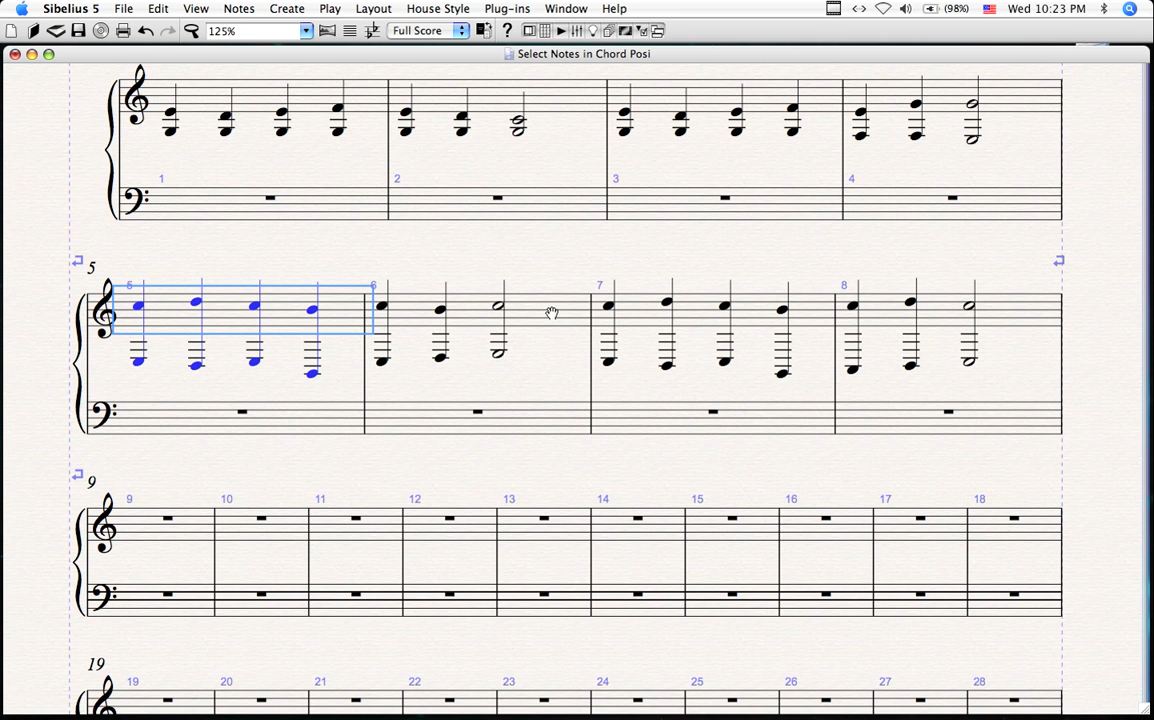 Sibelius 5 File Edit View Notes Create Play Layout House Style Plug-ins Window Help (98%) Wed 10:23 PM
125% Full Score ?
Select Notes in Chord Posi
1 2 3 4
5
5 6 7 8
9
9 10 11 12 13 14 15 16 17 18
19
19 20 21 22 23 24 25 26 27 28